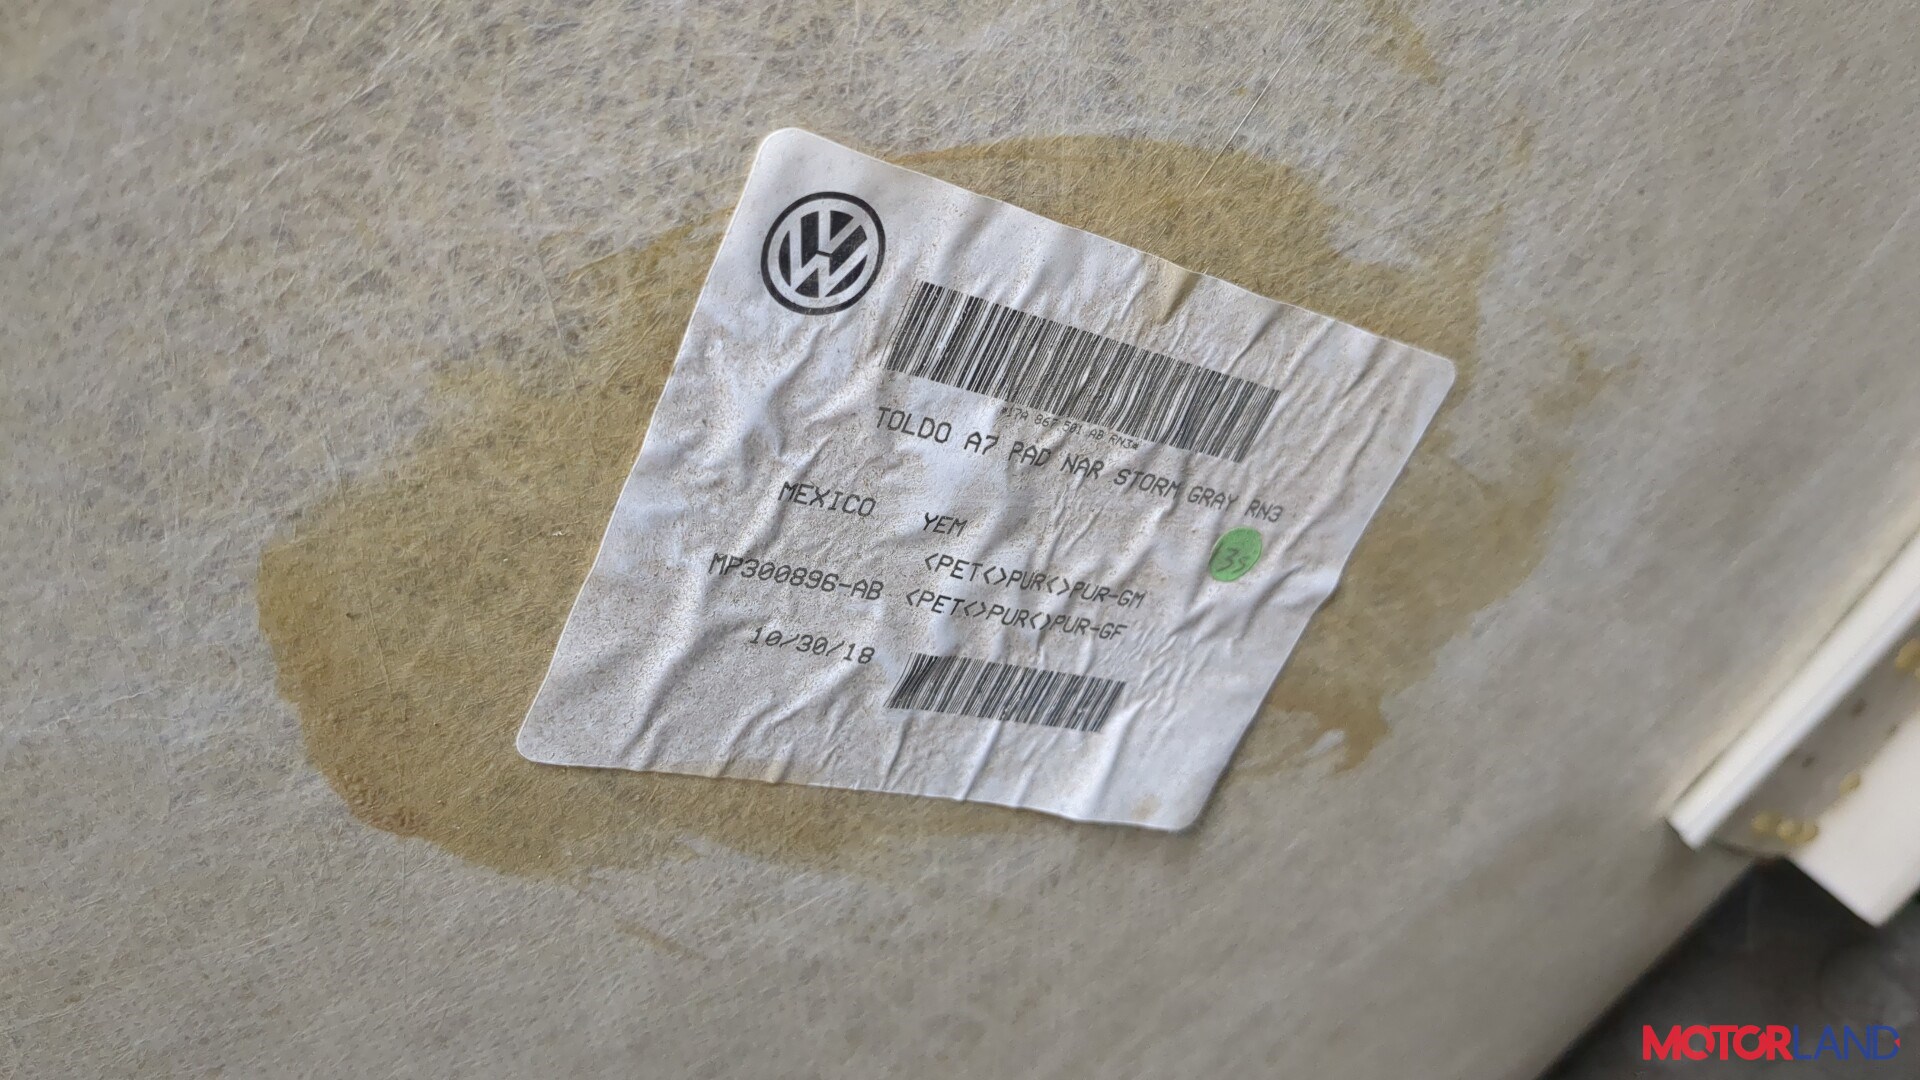 *17A 867 501 AB RN3*
TOLDO A7 PAD NAR STORM GRAY RN3
MEXICO YEM
<PET<>PUR<>PUR-GM
MP300896-AB <PET<>PUR<>PUR-GF
10/30/18
35
MOTORLAND